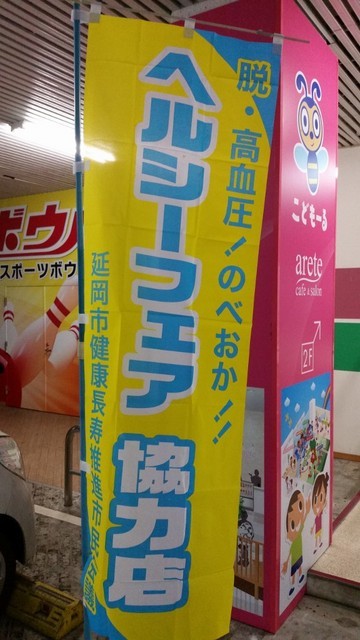 脱・高血圧!のべおか!!
ヘルシーフェア
協力店
延岡市健康長寿推進市民会議
こどもーる
arete
cafe & salon
2F
ボウ
スポーツボウ